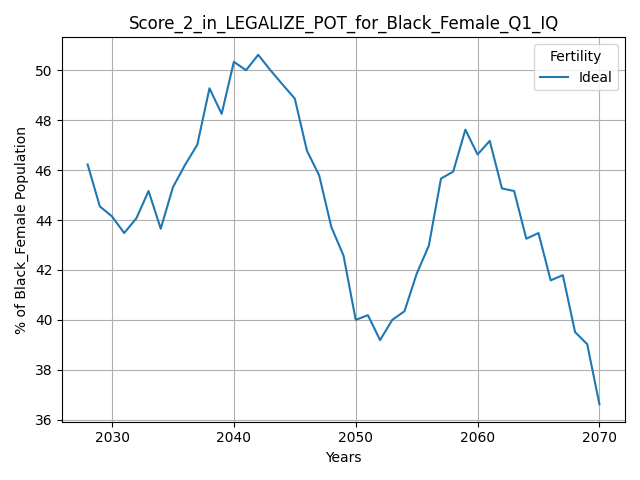 Score_2_in_LEGALIZE_POT_for_Black_Female_Q1_IQ
Fertility
Ideal
% of Black_Female Population
50
48
46
44
42
40
38
36
2030
2040
2050
2060
2070
Years